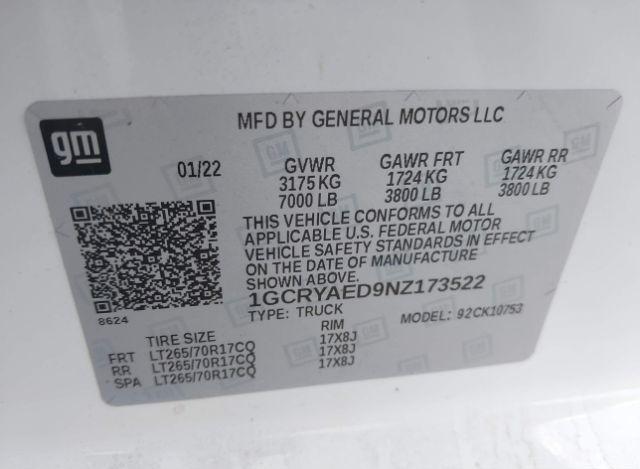 gm
MFD BY GENERAL MOTORS LLC
01/22 GVWR GAWR FRT GAWR RR
3175 KG 1724 KG 1724 KG
7000 LB 3800 LB 3800 LB
THIS VEHICLE CONFORMS TO ALL
APPLICABLE U.S. FEDERAL MOTOR
VEHICLE SAFETY STANDARDS IN EFFECT
ON THE DATE OF MANUFACTURE
SHOWN ABOVE.
1GCRYAED9NZ173522
8624
TYPE: TRUCK MODEL: 92CK10753
TIRE SIZE RIM
FRT LT265/70R17CQ 17X8J
RR LT265/70R17CQ 17X8J
SPA LT265/70R17CQ 17X8J